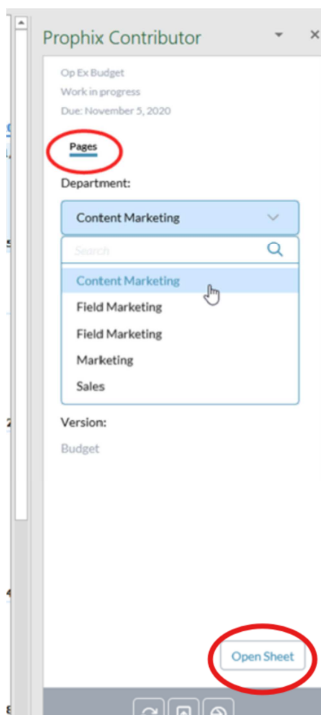 Prophix Contributor
Op Ex Budget
Work in progress
Due: November 5, 2020
Pages
Department:
Content Marketing
Search
Content Marketing
Field Marketing
Field Marketing
Marketing
Sales
Version:
Budget
Open Sheet